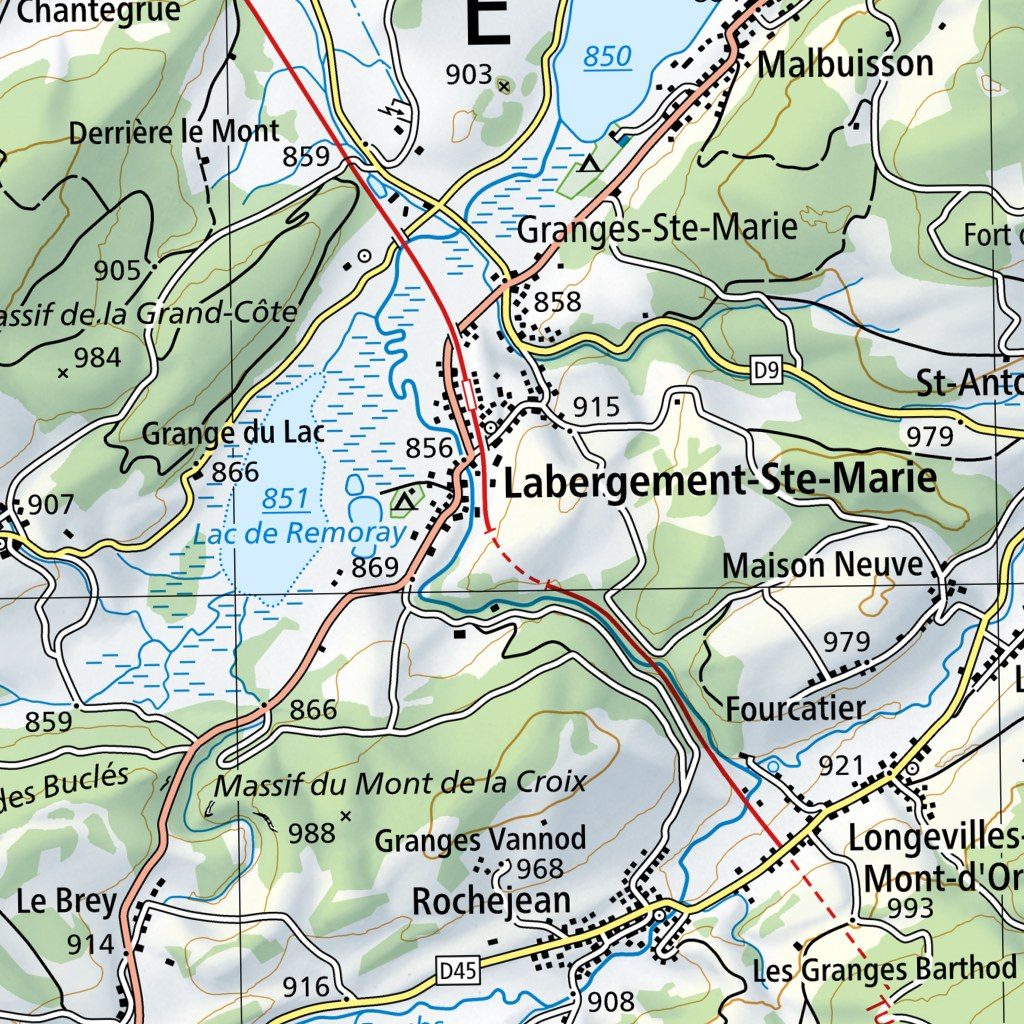 Chantegrue
E
850
Malbuisson
903
Derrière le Mont
859
Granges-Ste-Marie
Fort
905
858
Massif de la Grand-Côte
984
D9
St-Anto
915
979
Grange du Lac
866
856
Labergement-Ste-Marie
851
907
Lac de Remoray
869
Maison Neuve
979
859
866
Fourcatier
921
des Buclés
Massif du Mont de la Croix
988
Granges Vannod
968
Longevilles-
Mont-d'Or
Le Brey
Rochejean
993
914
D45
Les Granges Barthod
916
908